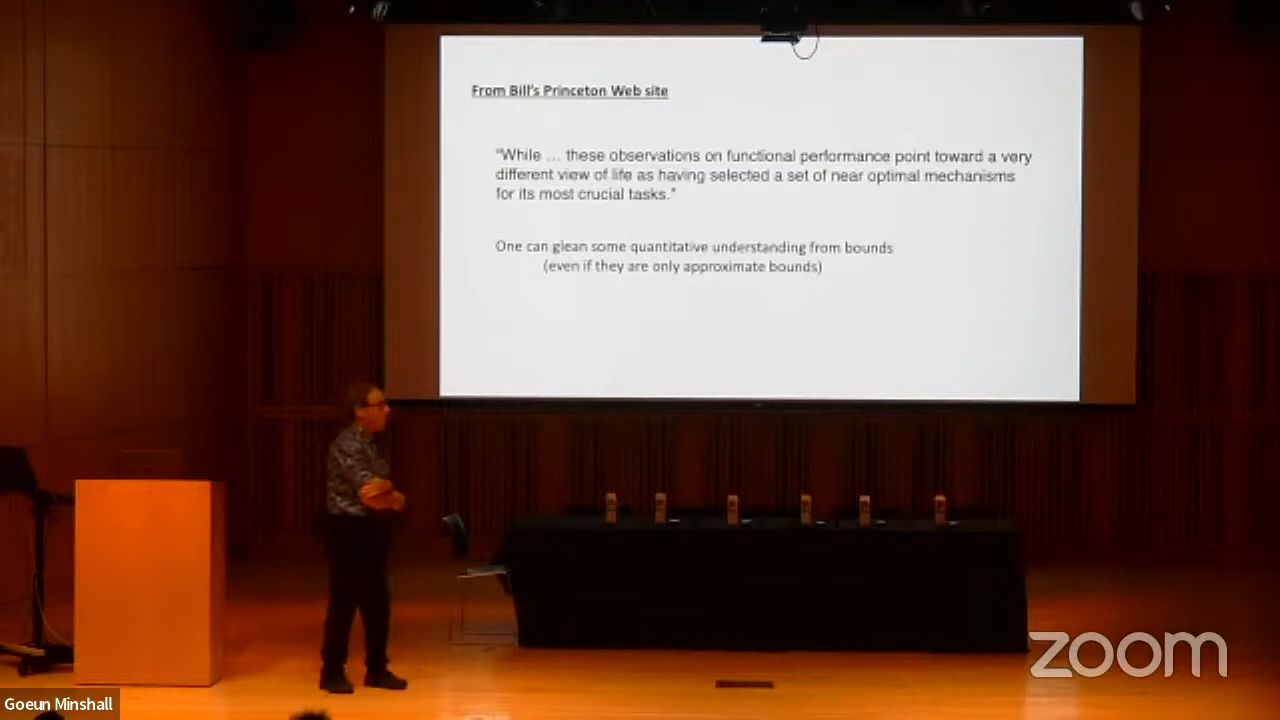 From Bill's Princeton Web site
"While ... these observations on functional performance point toward a very
different view of life as having selected a set of near optimal mechanisms
for its most crucial tasks."
One can glean some quantitative understanding from bounds
(even if they are only approximate bounds)
zoom
Goeun Minshall